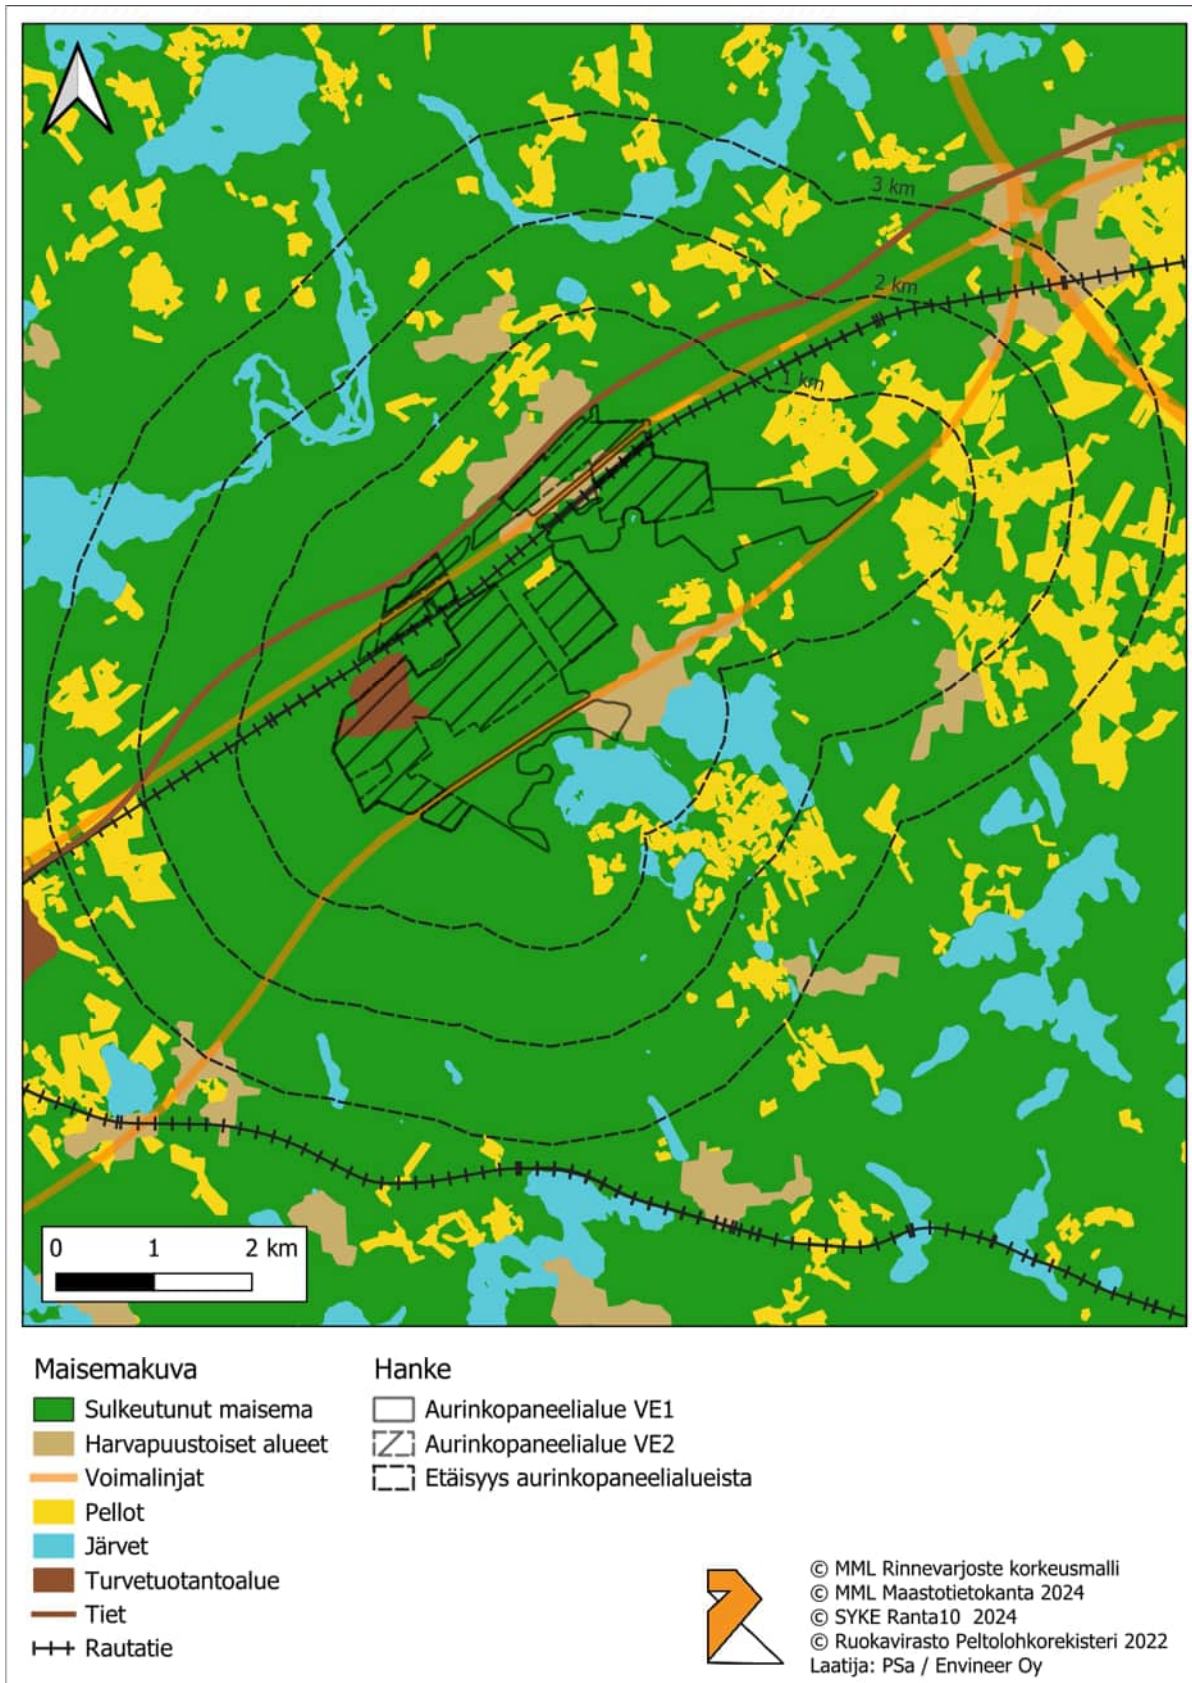 3 km
2 km
1 km
0 1 2 km
Maisemakuva
Sulkeutunut maisema
Harvapuustoiset alueet
Voimalinjat
Pellot
Järvet
Turvetuotantoalue
Tiet
Rautatie
Hanke
Aurinkopaneelialue VE1
Aurinkopaneelialue VE2
Etäisyys aurinkopaneelialueista
© MML Rinnevarjoste korkeusmalli
© MML Maastotietokanta 2024
© SYKE Ranta10 2024
© Ruokavirasto Peltolohkorekisteri 2022
Laatija: PSa / Envineer Oy